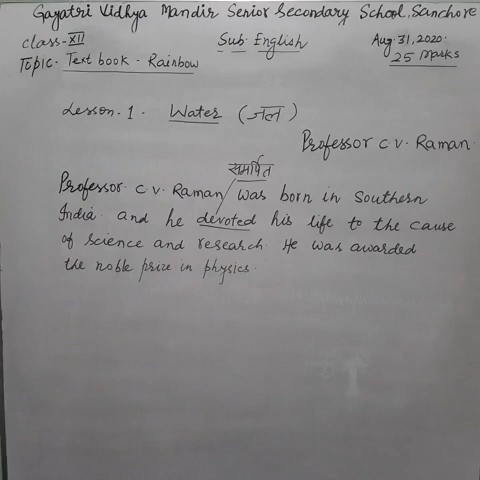 Gayatri Vidhya Mandir Senior Secondary School, Sanchore
Class - XII Sub. English Aug. 31, 2020.
Topic - Text book - Rainbow 25 Marks
Lesson. 1. Water (जल)
Professor C.V. Raman.
समर्पित
Professor. C.V. Raman was born in Southern
India. and he devoted his life to the cause
of science and research. He was awarded
the noble prize in physics.